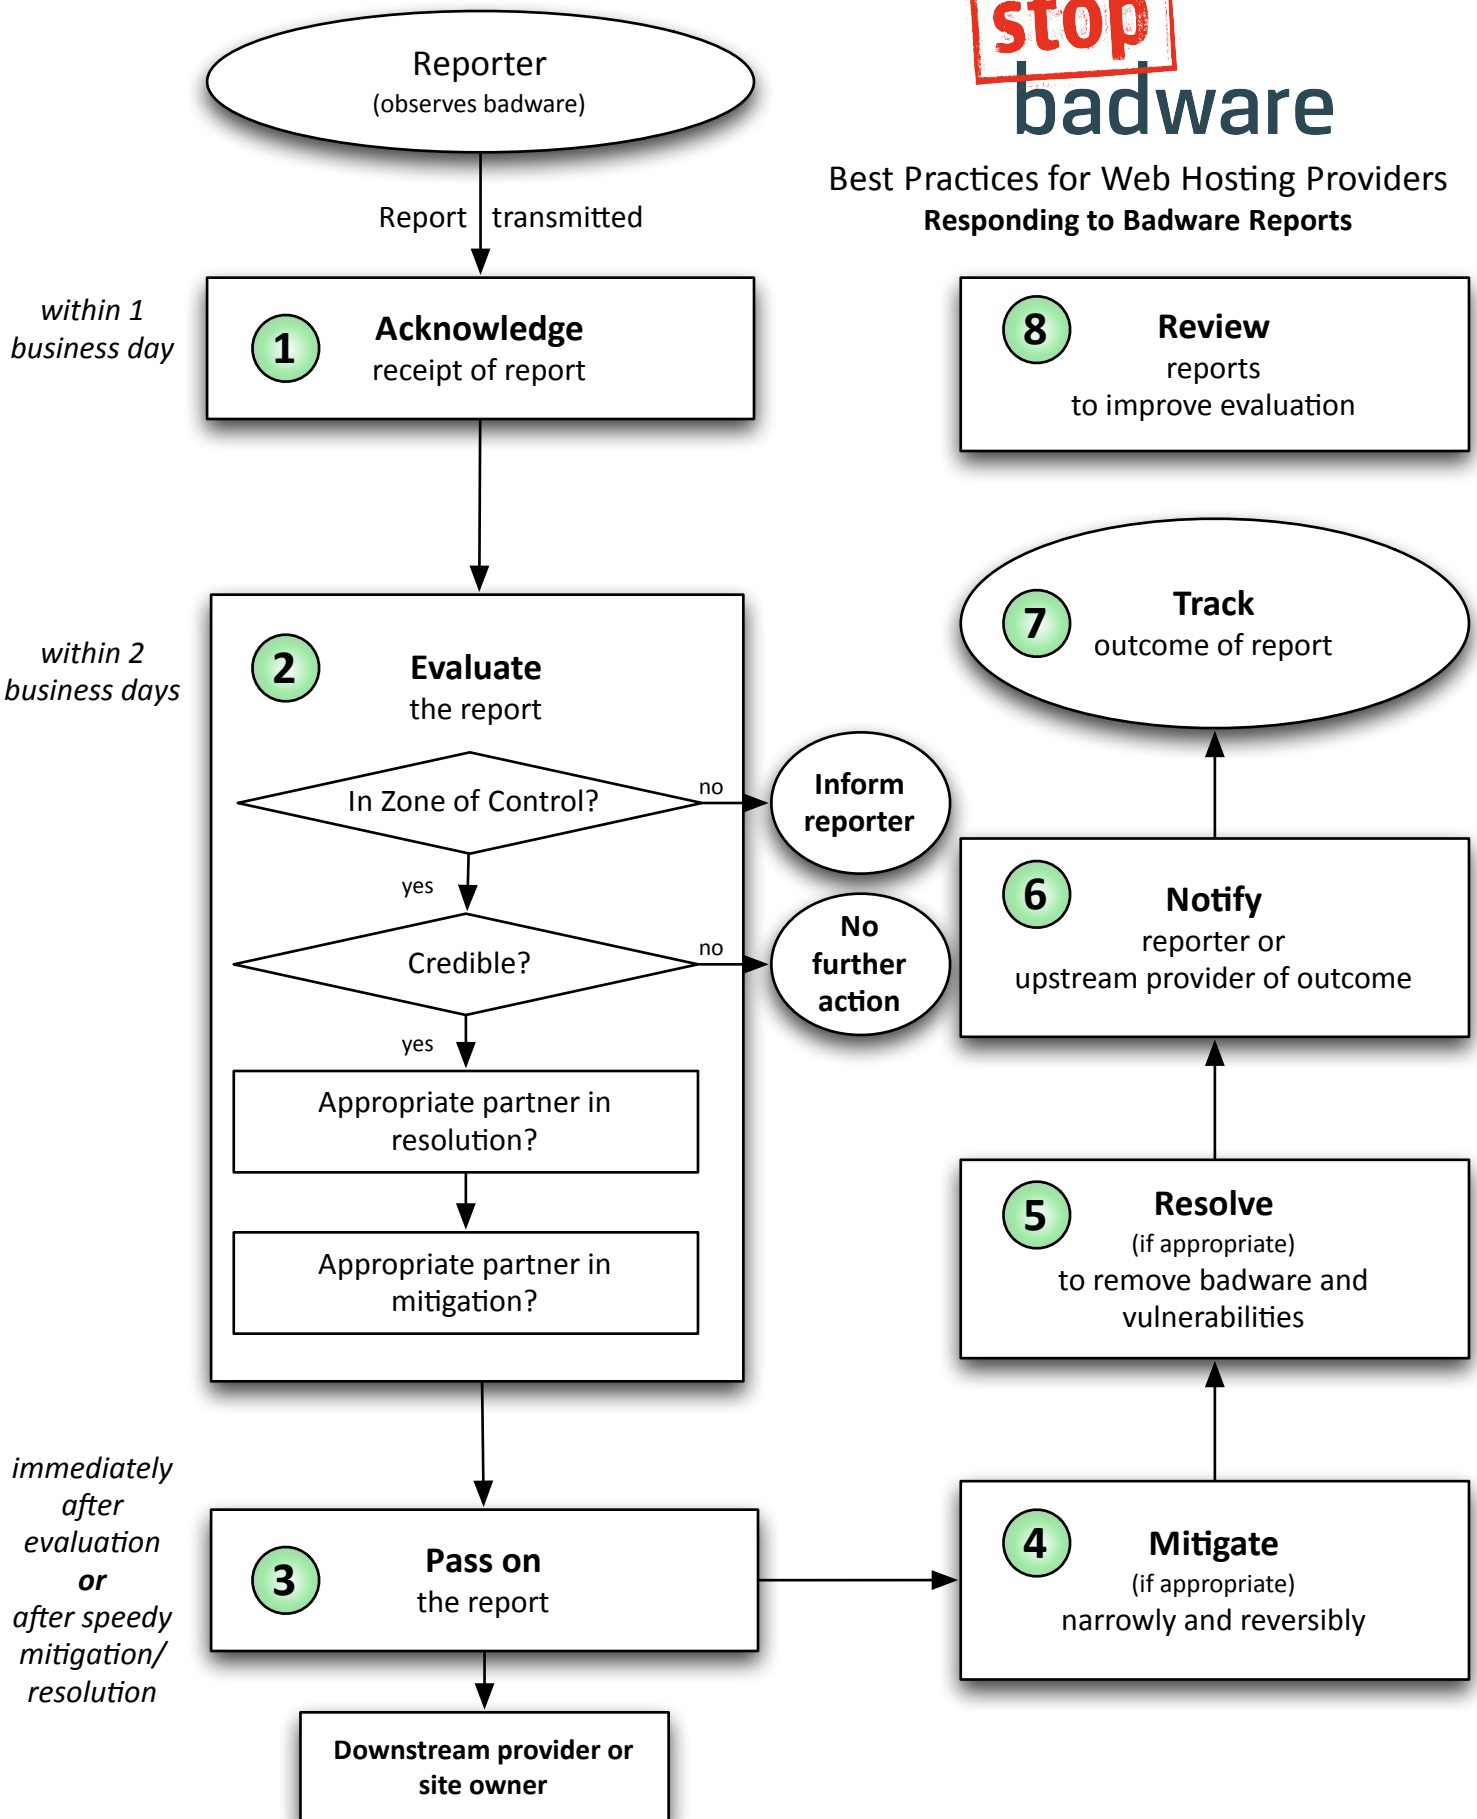 stop
badware
Best Practices for Web Hosting Providers
Responding to Badware Reports
Reporter
(observes badware)
Report transmitted
within 1
business day
1
Acknowledge
receipt of report
within 2
business days
2
Evaluate
the report
In Zone of Control?
no
Inform
reporter
yes
Credible?
no
No
further
action
yes
Appropriate partner in
resolution?
Appropriate partner in
mitigation?
immediately
after
evaluation
or
after speedy
mitigation/
resolution
3
Pass on
the report
Downstream provider or
site owner
4
Mitigate
(if appropriate)
narrowly and reversibly
5
Resolve
(if appropriate)
to remove badware and
vulnerabilities
6
Notify
reporter or
upstream provider of outcome
7
Track
outcome of report
8
Review
reports
to improve evaluation